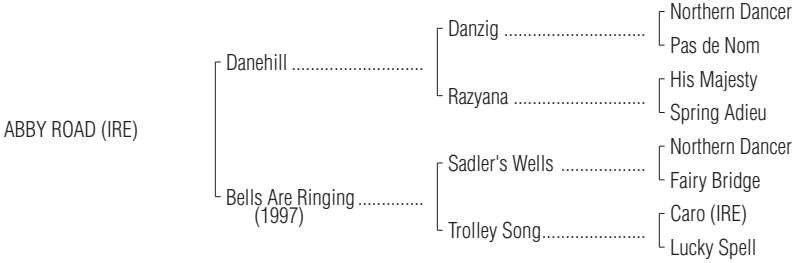 Northern Dancer
Danzig ..............................
Pas de Nom
Danehill ............................
His Majesty
Razyana ............................
Spring Adieu
ABBY ROAD (IRE)
Northern Dancer
Sadler's Wells ..................
Fairy Bridge
Bells Are Ringing ..............
(1997)
Caro (IRE)
Trolley Song......................
Lucky Spell